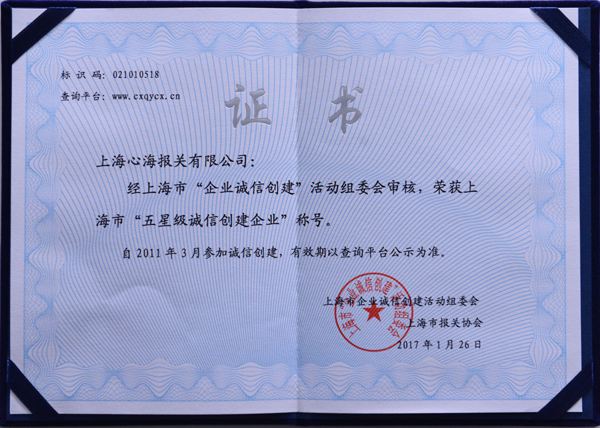 标识码：021010518
查询平台：www.cxqycx.cn
证书
上海心海报关有限公司：
经上海市“企业诚信创建”活动组委会审核，荣获上
海市“五星级诚信创建企业”称号。
自2011年3月参加诚信创建，有效期以查询平台公示为准。
上海市企业诚信创建活动组委会
上海市报关协会
2017年1月26日